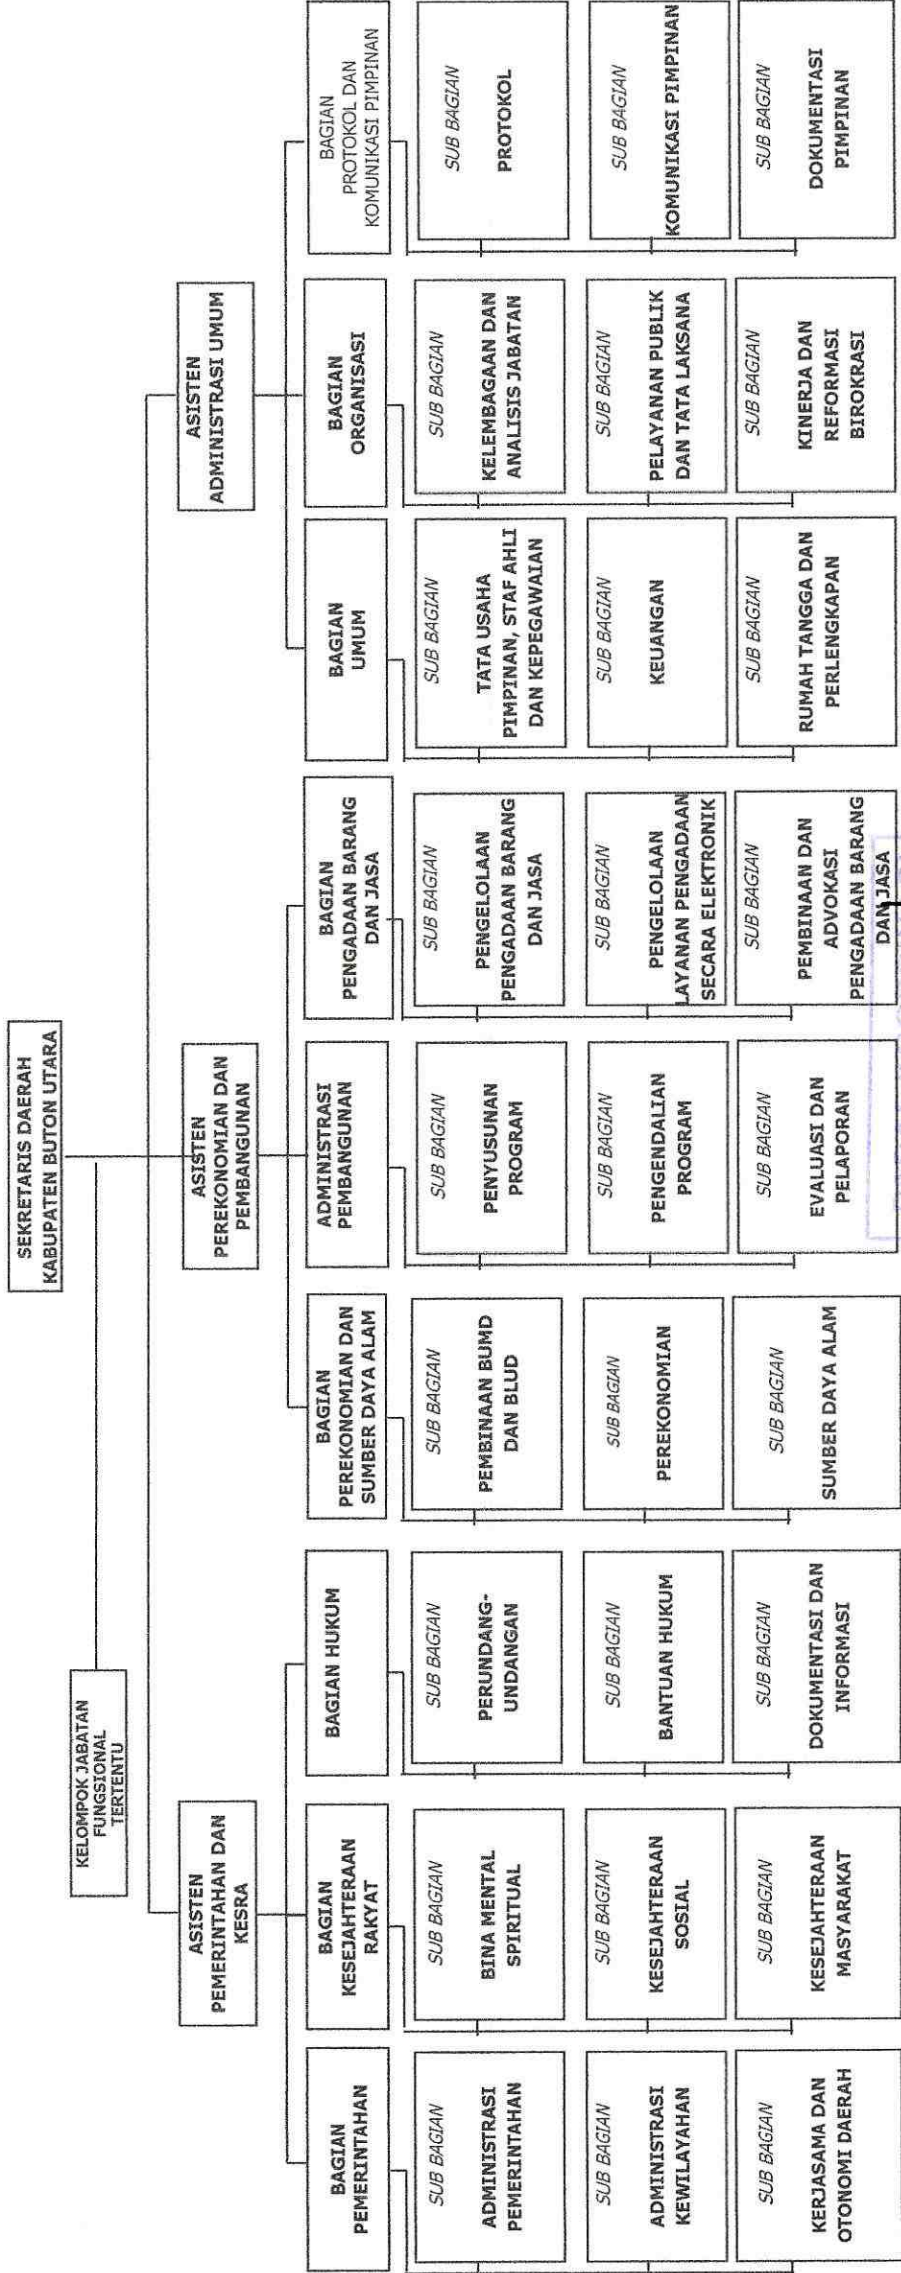 SEKRETARIS DAERAH
KABUPATEN BUTON UTARA
KELOMPOK JABATAN
FUNGSIONAL
TERTENTU
ASISTEN
PEMERINTAHAN DAN
KESRA
BAGIAN
PEMERINTAHAN
SUB BAGIAN
ADMINISTRASI
PEMERINTAHAN
SUB BAGIAN
ADMINISTRASI
KEWILAYAHAN
SUB BAGIAN
KERJASAMA DAN
OTONOMI DAERAH
BAGIAN
KESEJAHTERAAN
RAKYAT
SUB BAGIAN
BINA MENTAL
SPIRITUAL
SUB BAGIAN
KESEJAHTERAAN
SOSIAL
SUB BAGIAN
KESEJAHTERAAN
MASYARAKAT
BAGIAN HUKUM
SUB BAGIAN
PERUNDANG-
UNDANGAN
SUB BAGIAN
BANTUAN HUKUM
SUB BAGIAN
DOKUMENTASI DAN
INFORMASI
ASISTEN
PEREKONOMIAN DAN
PEMBANGUNAN
BAGIAN
PEREKONOMIAN DAN
SUMBER DAYA ALAM
SUB BAGIAN
PEMBINAAN BUMD
DAN BLUD
SUB BAGIAN
PEREKONOMIAN
SUB BAGIAN
SUMBER DAYA ALAM
ADMINISTRASI
PEMBANGUNAN
SUB BAGIAN
PENYUSUNAN
PROGRAM
SUB BAGIAN
PENGENDALIAN
PROGRAM
SUB BAGIAN
EVALUASI DAN
PELAPORAN
BAGIAN
PENGADAAN BARANG
DAN JASA
SUB BAGIAN
PENGELOLAAN
PENGADAAN BARANG
DAN JASA
SUB BAGIAN
PENGELOLAAN
LAYANAN PENGADAAN
SECARA ELEKTRONIK
SUB BAGIAN
PEMBINAAN DAN
ADVOKASI
PENGADAAN BARANG
DAN JASA
ASISTEN
ADMINISTRASI UMUM
BAGIAN
UMUM
SUB BAGIAN
TATA USAHA
PIMPINAN, STAF AHLI
DAN KEPEGAWAIAN
SUB BAGIAN
KEUANGAN
SUB BAGIAN
RUMAH TANGGA DAN
PERLENGKAPAN
BAGIAN
ORGANISASI
SUB BAGIAN
KELEMBAGAAN DAN
ANALISIS JABATAN
SUB BAGIAN
PELAYANAN PUBLIK
DAN TATA LAKSANA
SUB BAGIAN
KINERJA DAN
REFORMASI
BIROKRASI
BAGIAN
PROTOKOL DAN
KOMUNIKASI PIMPINAN
SUB BAGIAN
PROTOKOL
SUB BAGIAN
KOMUNIKASI PIMPINAN
SUB BAGIAN
DOKUMENTASI
PIMPINAN